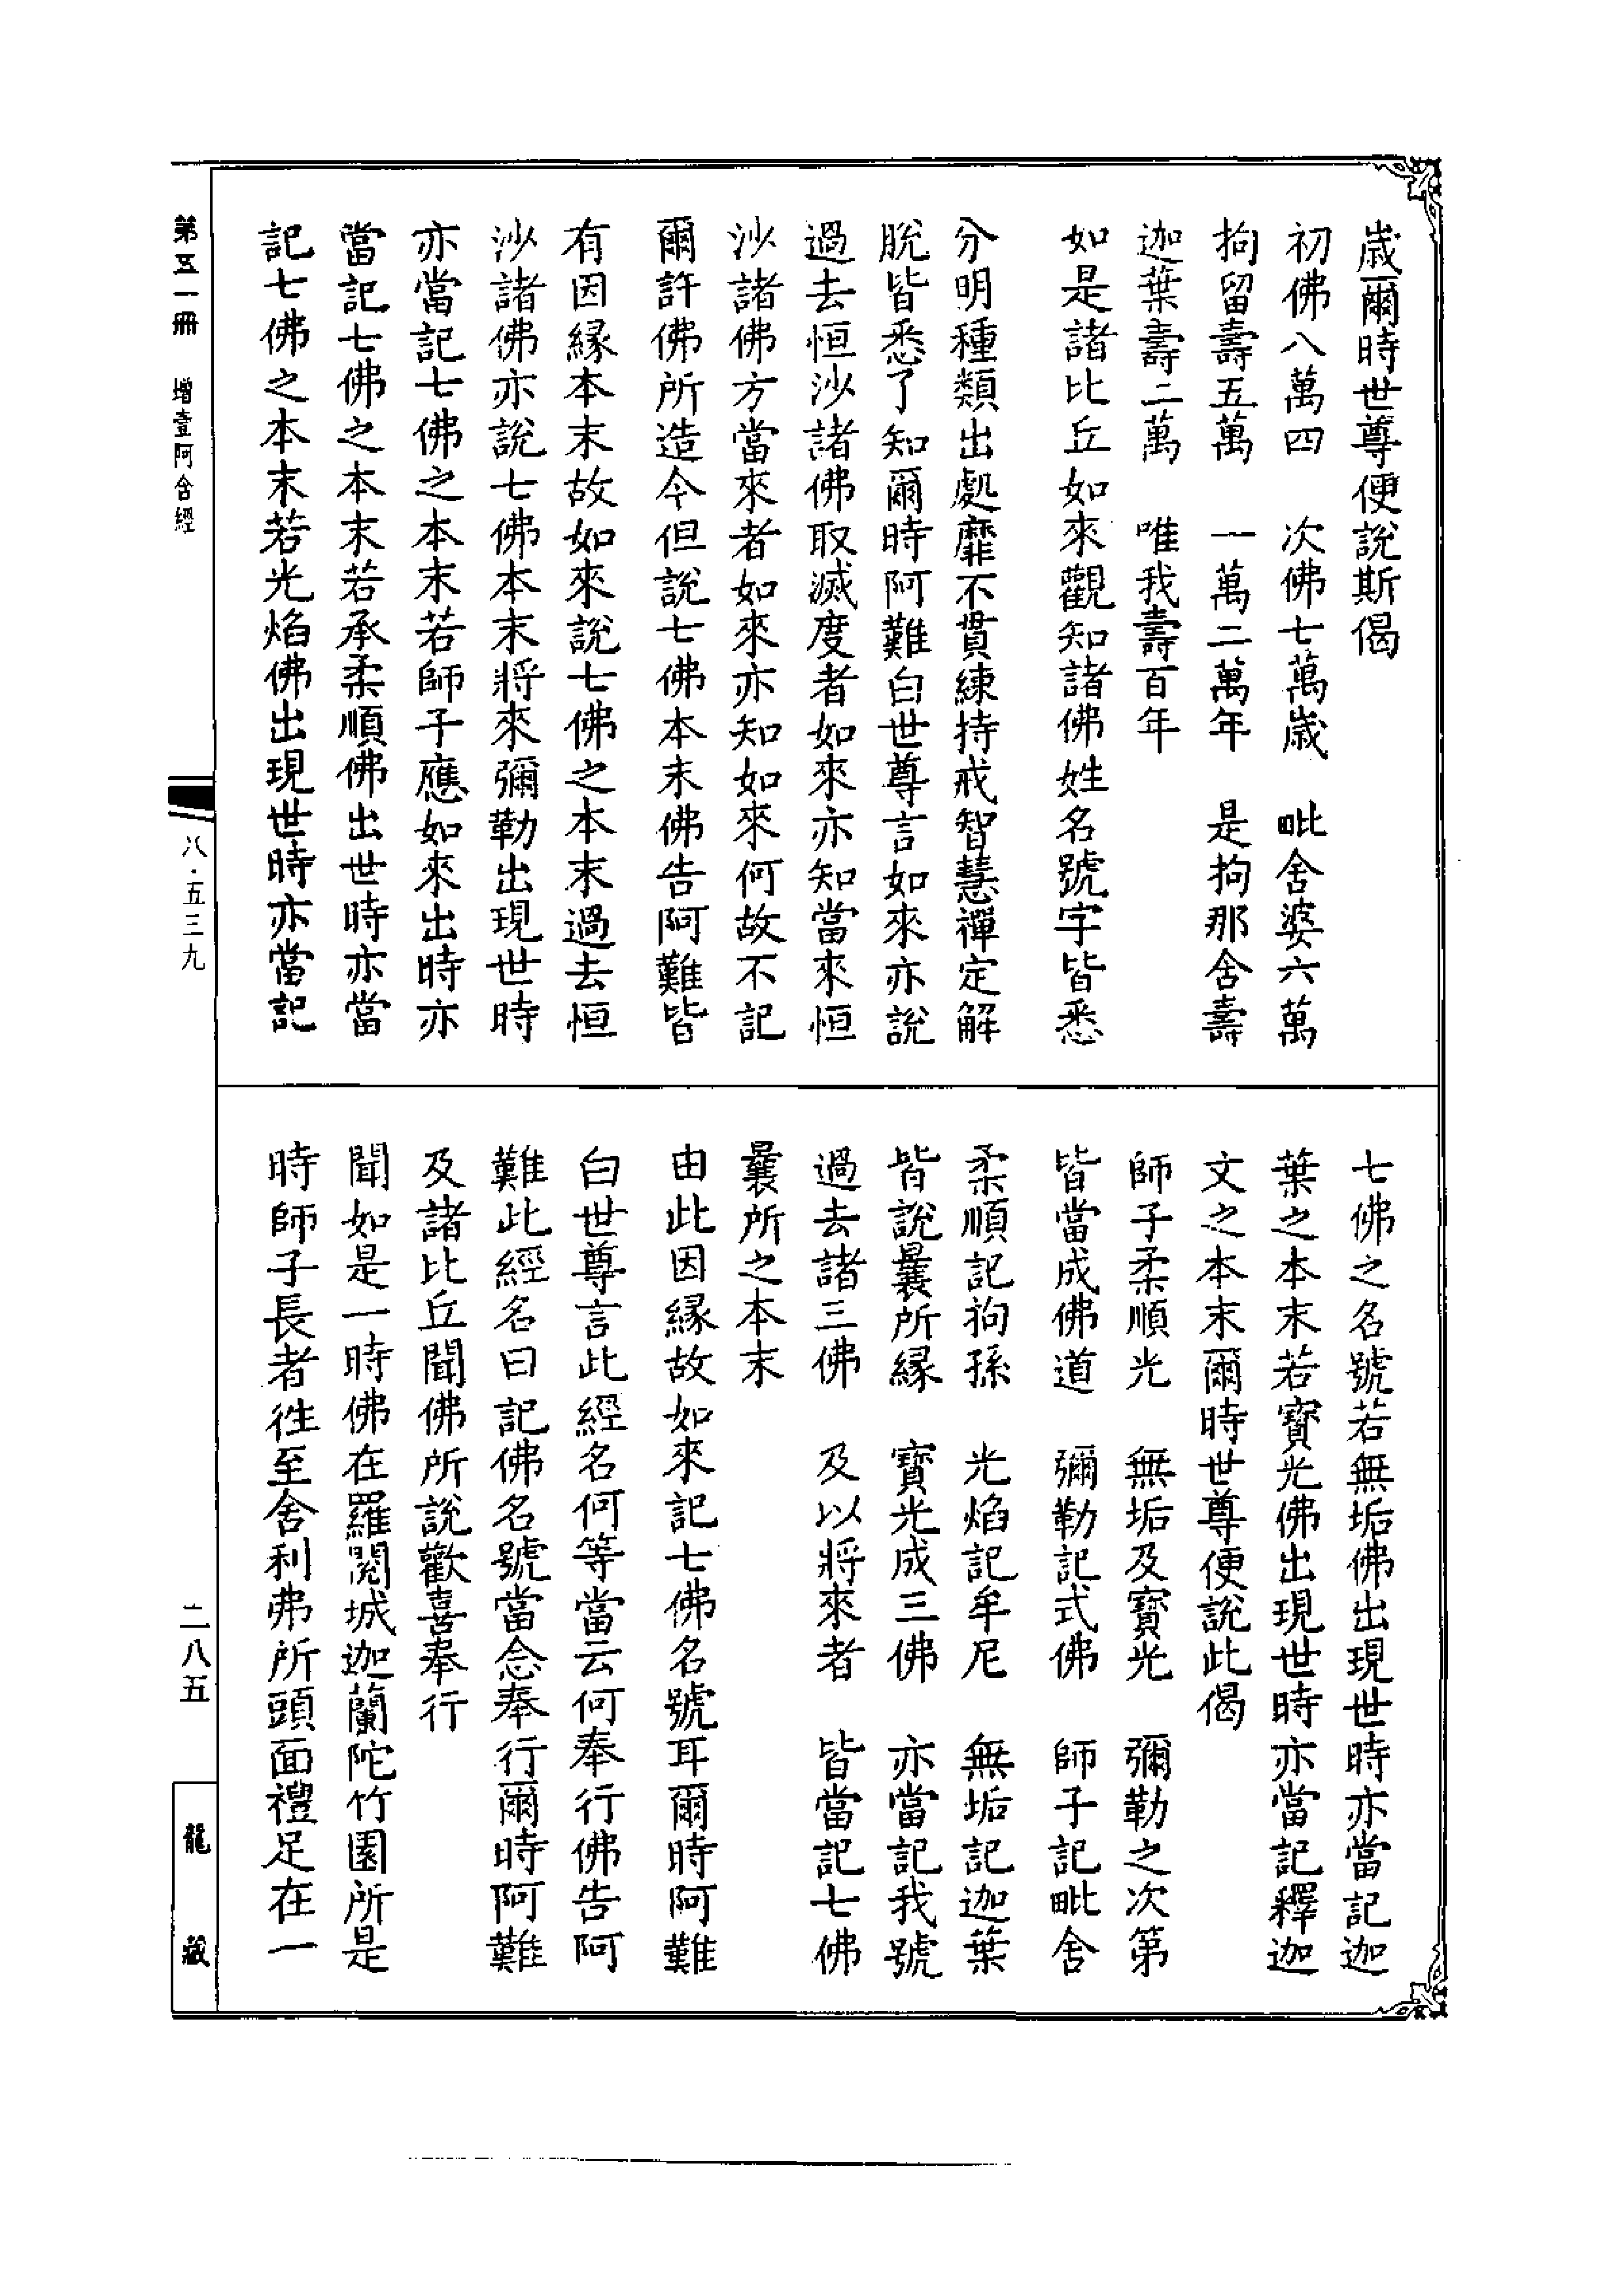 歳爾時世尊便說斯偈
初佛八萬四　次佛七萬歳　毗舍婆六萬
拘留壽五萬　一萬二萬年　是拘那舍壽
迦葉壽二萬　唯我壽百年
如是諸比丘如來觀知諸佛姓名號字皆悉
分明種類出處靡不貫練持戒智慧禪定解
脫皆悉了知爾時阿難白世尊言如來亦說
過去恒沙諸佛取滅度者如來亦知當來恒
沙諸佛方當來者如來亦知如來何故不記
爾許佛所造今但說七佛本末佛告阿難皆
有因緣本末故如來說七佛之本末過去恒
沙諸佛亦說七佛本末將來彌勒出現世時
亦當記七佛之本末若師子應如來出時亦
當記七佛之本末若承柔順佛出世時亦當
記七佛之本末若光焰佛出現世時亦當記
七佛之名號若無垢佛出現世時亦當記迦
葉之本末若寶光佛出現世時亦當記釋迦
文之本末爾時世尊便說此偈
師子柔順光　無垢及寶光　彌勒之次第
皆當成佛道　彌勒記式佛　師子記毗舍
柔順記拘孫　光焰記牟尼　無垢記迦葉
皆說曩所緣　寶光成三佛　亦當記我號
過去諸三佛　及以將來者　皆當記七佛
曩所之本末
由此因緣故如來記七佛名號耳爾時阿難
白世尊言此經名何等當云何奉行佛告阿
難此經名曰記佛名號當念奉行爾時阿難
及諸比丘聞佛所說歡喜奉行
聞如是一時佛在羅閱城迦蘭陀竹園所是
時師子長者往至舍利弗所頭面禮足在一
第五一冊　增壹阿含經
八·五三九
二八五
龍藏